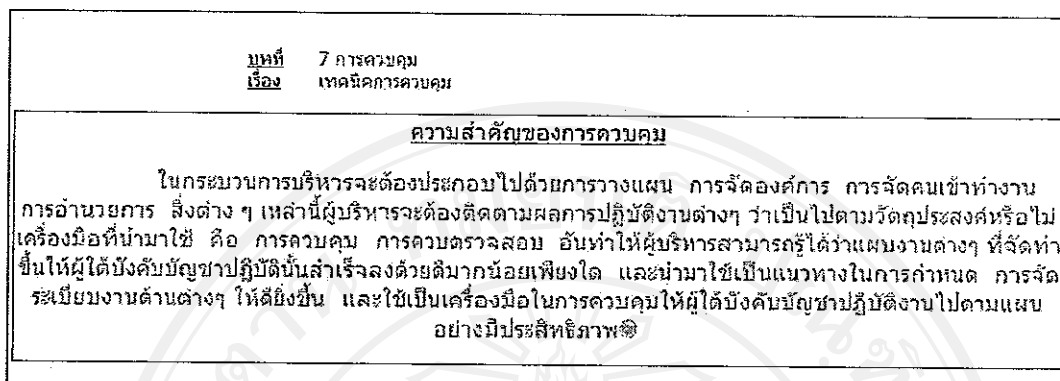 บทที่ 7 การควบคุม
เรื่อง เทคนิคการควบคุม
ความสำคัญของการควบคุม
ในกระบวนการบริหารจะต้องประกอบไปด้วยการวางแผน การจัดองค์การ การจัดคนเข้าทำงาน
การอำนวยการ สิ่งต่าง ๆ เหล่านี้ผู้บริหารจะต้องติดตามผลการปฏิบัติงานต่างๆ ว่าเป็นไปตามวัตถุประสงค์หรือไม่
เครื่องมือที่นำมาใช้ คือ การควบคุม การควบตรวจสอบ อันทำให้ผู้บริหารสามารถรู้ได้ว่าแผนงานต่างๆ ที่จัดทำ
ขึ้นให้ผู้ใต้บังคับบัญชาปฏิบัตินั้นสำเร็จลงด้วยดีมากน้อยเพียงใด และนำมาใช้เป็นแนวทางในการกำหนด การจัด
ระเบียบงานด้านต่างๆ ให้ดียิ่งขึ้น และใช้เป็นเครื่องมือในการควบคุมให้ผู้ใต้บังคับบัญชาปฏิบัติงานไปตามแผน
อย่างมีประสิทธิภาพ